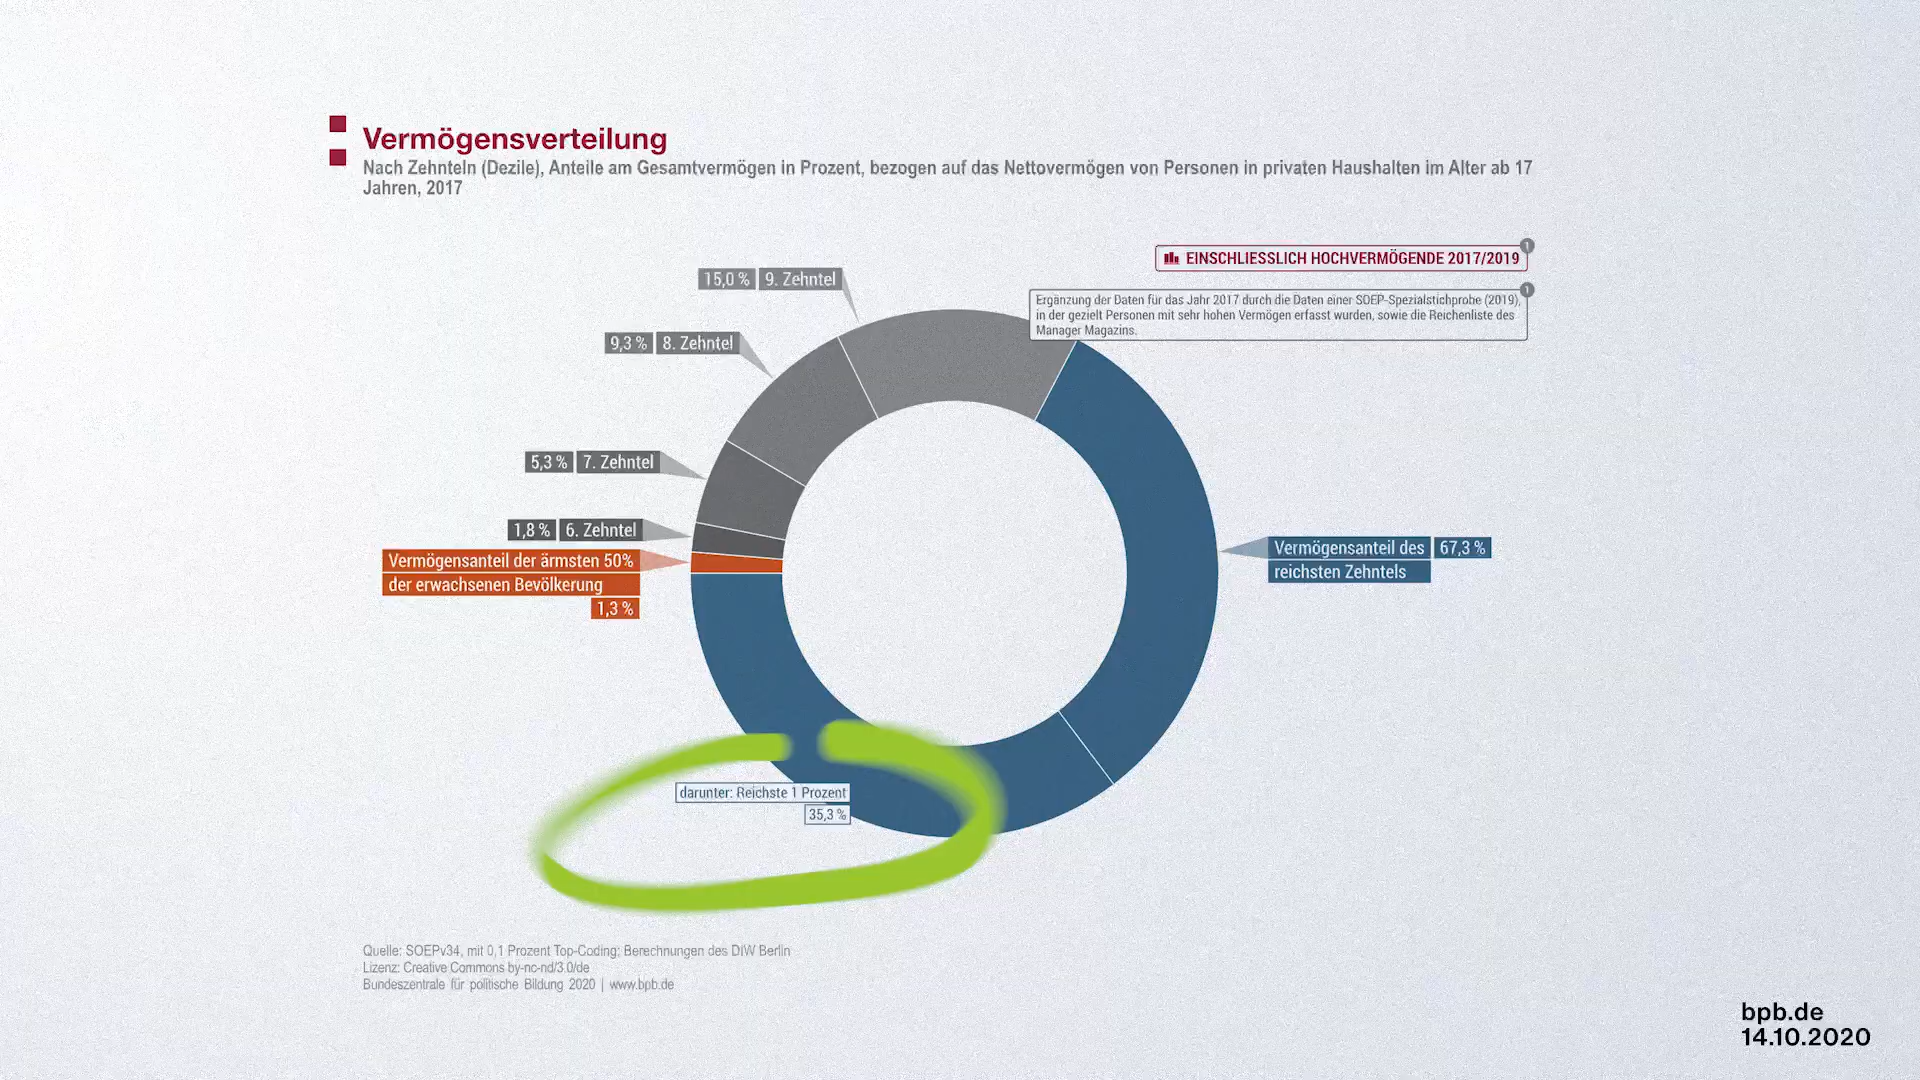 Vermögensverteilung
Nach Zehnteln (Dezile), Anteile am Gesamtvermögen in Prozent, bezogen auf das Nettovermögen von Personen in privaten Haushalten im Alter ab 17
Jahren, 2017
EINSCHLIESSLICH HOCHVERMÖGENDE 2017/2019
1
Ergänzung der Daten für das Jahr 2017 durch die Daten einer SOEP-Spezialstichprobe (2019),
in der gezielt Personen mit sehr hohen Vermögen erfasst wurden, sowie die Reichenliste des
Manager Magazins.
1
15,0 % 9. Zehntel
9,3 % 8. Zehntel
5,3 % 7. Zehntel
1,8 % 6. Zehntel
Vermögensanteil der ärmsten 50%
der erwachsenen Bevölkerung
1,3 %
Vermögensanteil des 67,3 %
reichsten Zehntels
darunter: Reichste 1 Prozent
35,3 %
Quelle: SOEPv34, mit 0,1 Prozent Top-Coding; Berechnungen des DIW Berlin
Lizenz: Creative Commons by-nc-nd/3.0/de
Bundeszentrale für politische Bildung 2020 | www.bpb.de
bpb.de
14.10.2020